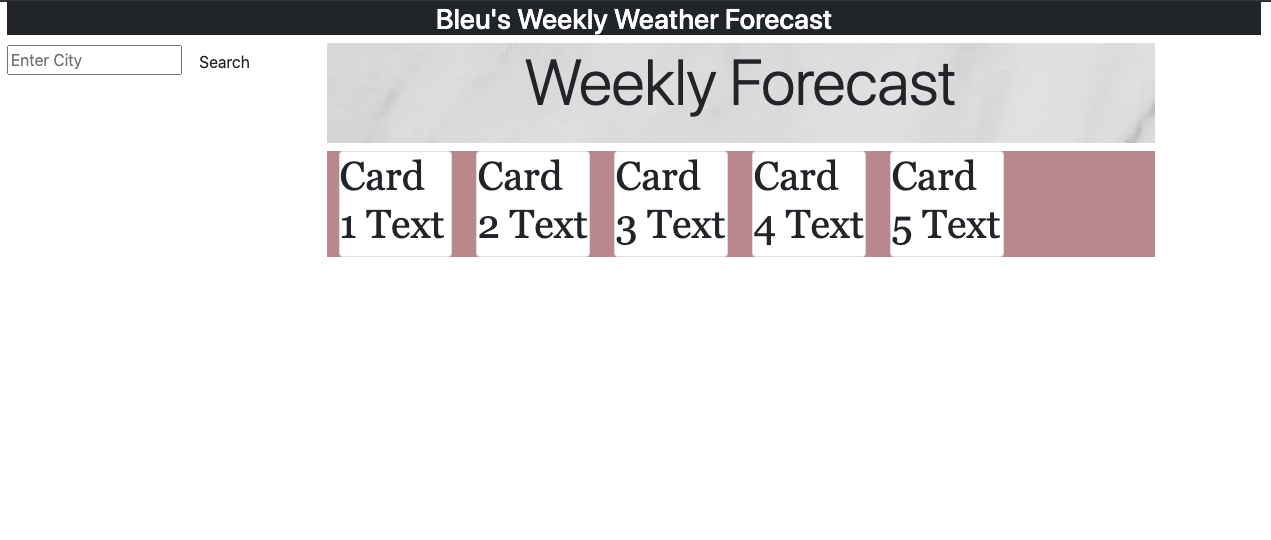 Bleu's Weekly Weather Forecast
Enter City
Search
Weekly Forecast
Card
1 Text
Card
2 Text
Card
3 Text
Card
4 Text
Card
5 Text